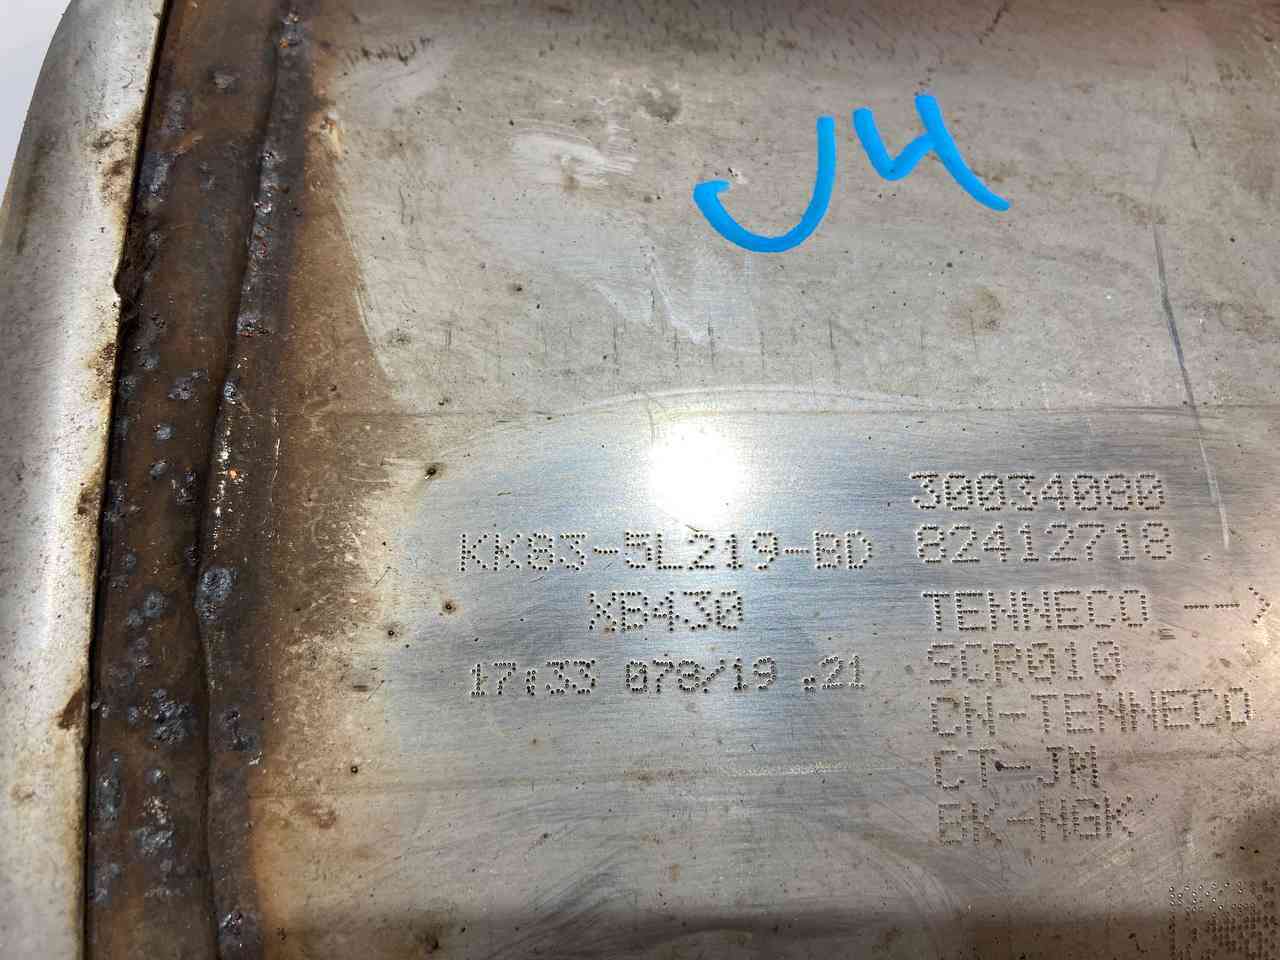 J4
KK83-5L219-BD
XB430
17:33 078/19 .21
30034080
82412718
TENNECO -->
SCR010
CN-TENNECO
CT-JM
BK-NGK